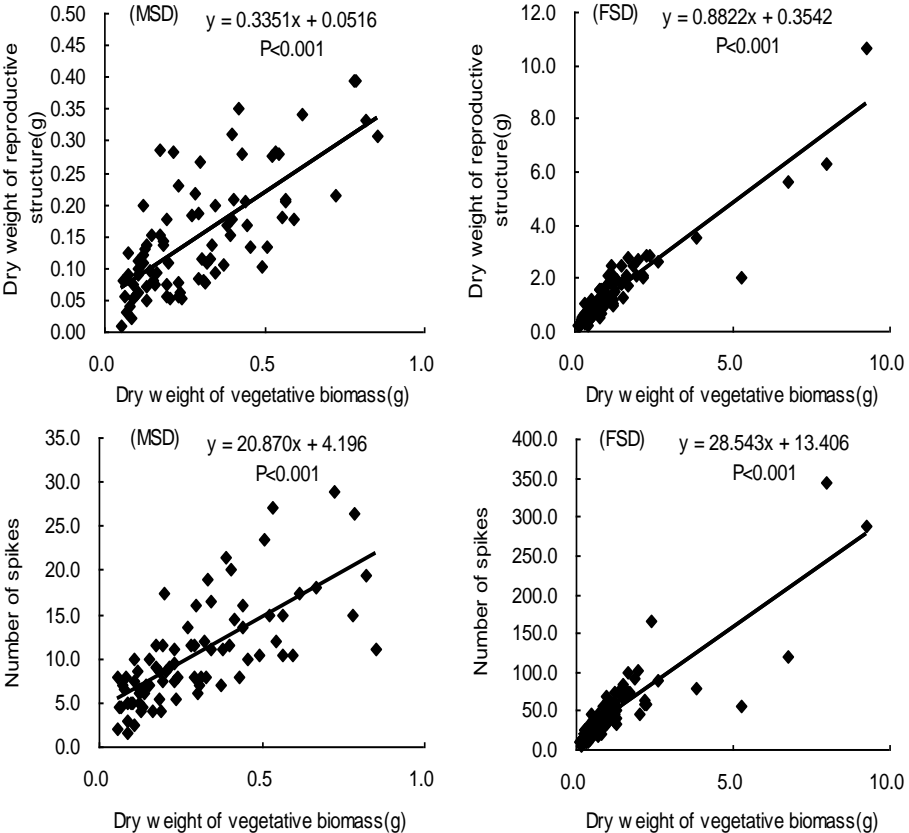 (MSD)
y = 0.3351x + 0.0516
P<0.001
0.50
0.45
0.40
0.35
0.30
0.25
0.20
0.15
0.10
0.05
0.00
Dry weight of reproductive
structure(g)
0.0 0.5 1.0
Dry weight of vegetative biomass(g)
(FSD)
y = 0.8822x + 0.3542
P<0.001
12.0
10.0
8.0
6.0
4.0
2.0
0.0
Dry weight of reproductive
structure(g)
0.0 5.0 10.0
Dry weight of vegetative biomass(g)
(MSD)
y = 20.870x + 4.196
P<0.001
35.0
30.0
25.0
20.0
15.0
10.0
5.0
0.0
Number of spikes
0.0 0.5 1.0
Dry weight of vegetative biomass(g)
(FSD)
y = 28.543x + 13.406
P<0.001
400.0
350.0
300.0
250.0
200.0
150.0
100.0
50.0
0.0
Number of spikes
0.0 5.0 10.0
Dry weight of vegetative biomass(g)